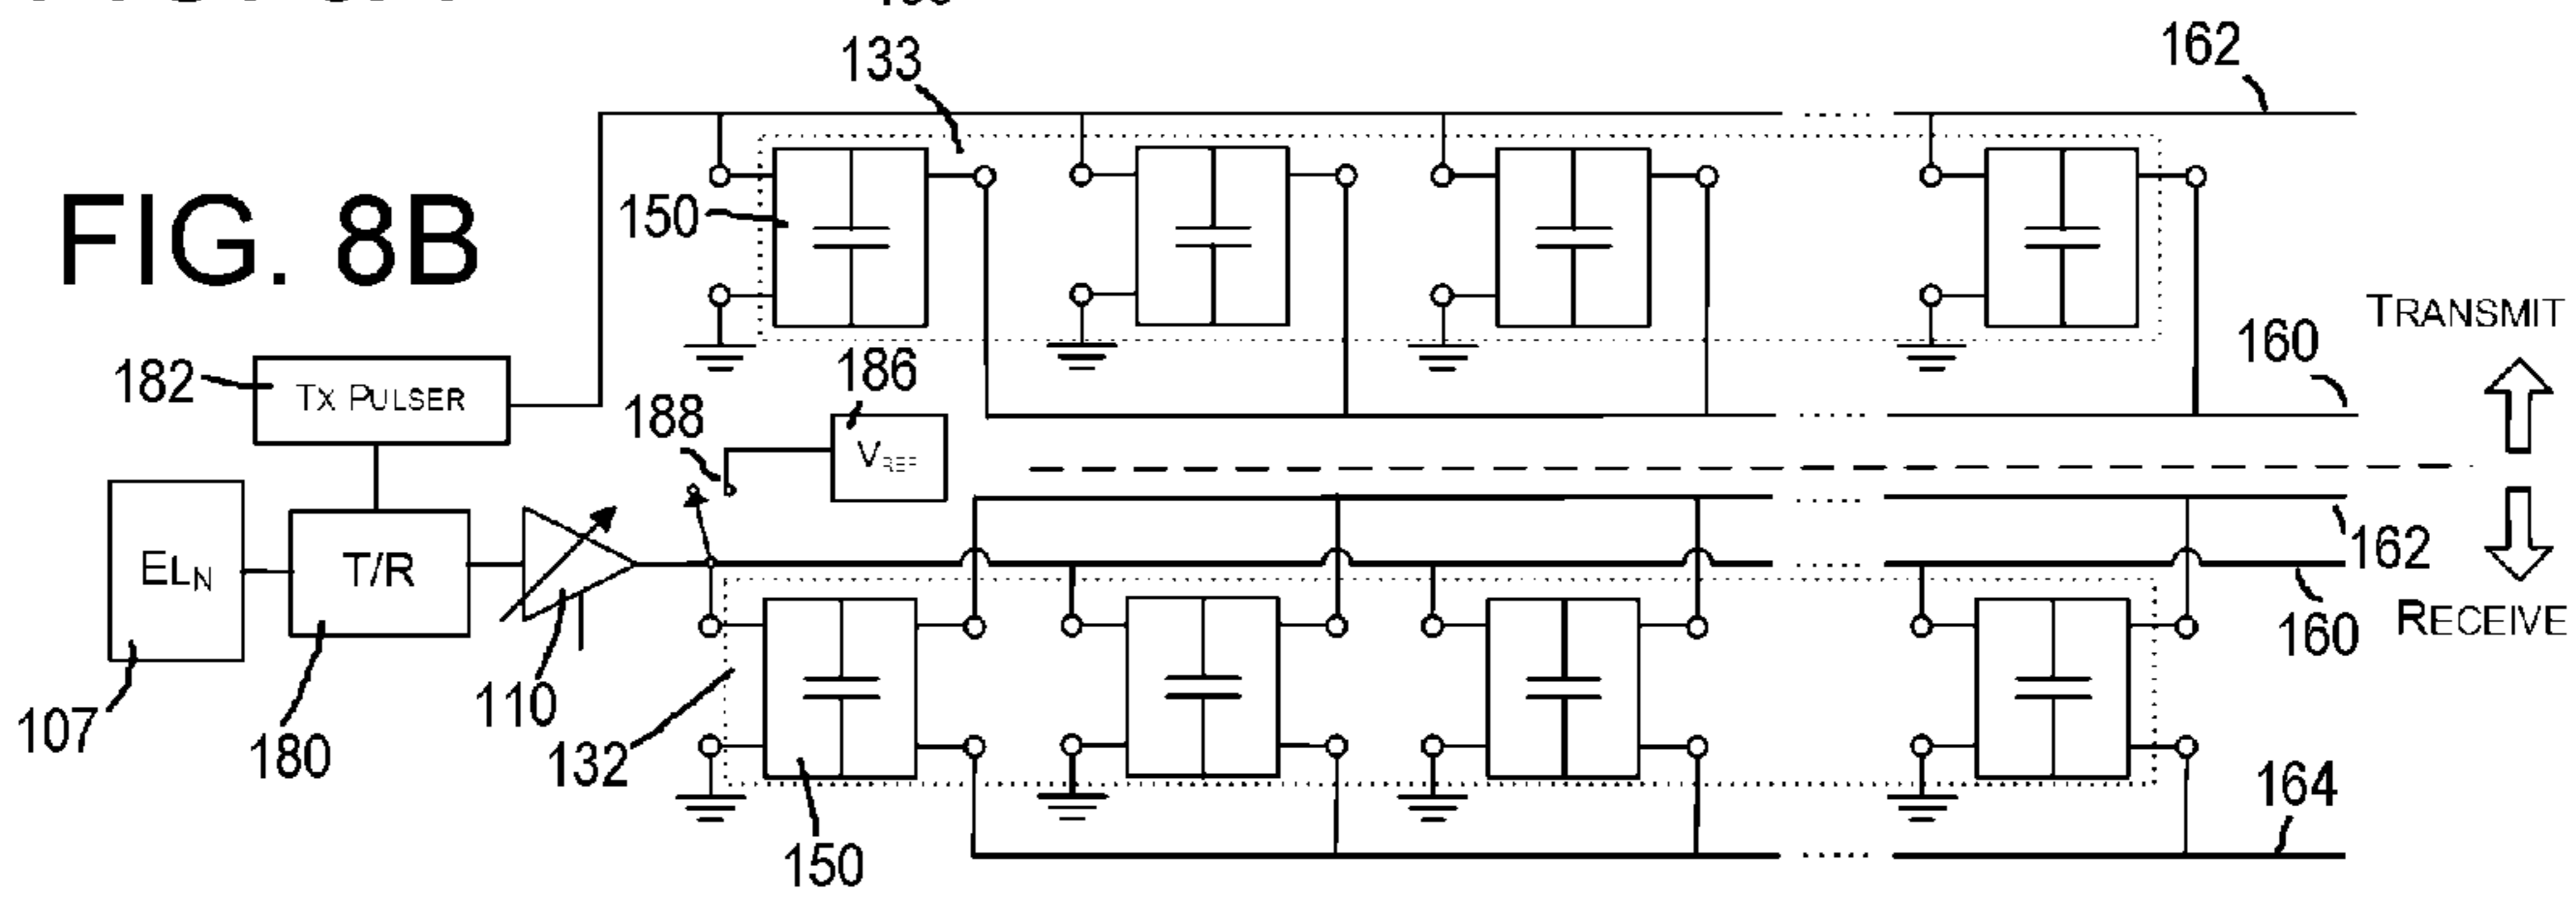 133
162
FIG. 8B
150
TRANSMIT
160
182
TX PULSER
188
186
VREF
ELN
T/R
162
160
RECEIVE
107
180
110
132
150
164